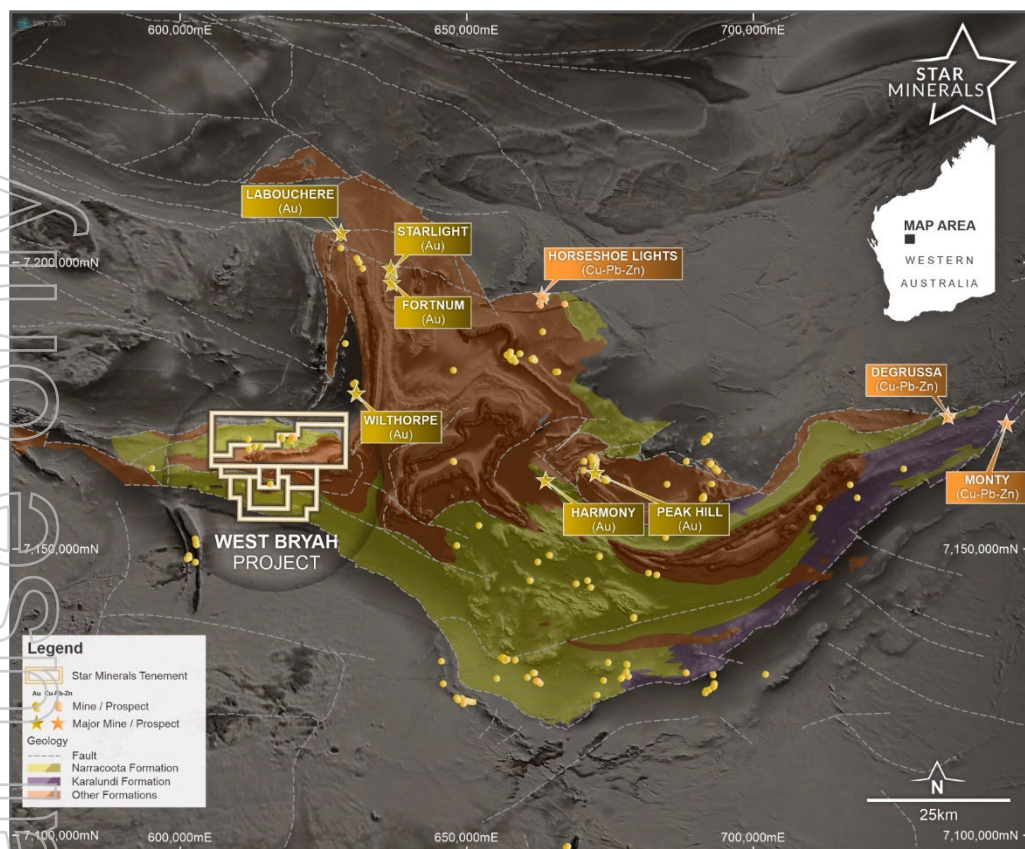 600,000mE
650,000mE
700,000mE
STAR
MINERALS
LABOUCHERE
(Au)
STARLIGHT
(Au)
HORSESHOE LIGHTS
(Cu-Pb-Zn)
MAP AREA
WESTERN
AUSTRALIA
7,200,000mN
7,200,000mN
FORTNUM
(Au)
DEGRUSSA
(Cu-Pb-Zn)
WILTHORPE
(Au)
MONTY
(Cu-Pb-Zn)
HARMONY
(Au)
PEAK HILL
(Au)
WEST BRYAH
PROJECT
7,150,000mN
7,150,000mN
Legend
Star Minerals Tenement
Au Cu-Pb-Zn
Mine / Prospect
Major Mine / Prospect
Geology
Fault
Narracoota Formation
Karalundi Formation
Other Formations
N
25km
7,100,000mN
600,000mE
650,000mE
700,000mE
7,100,000mN